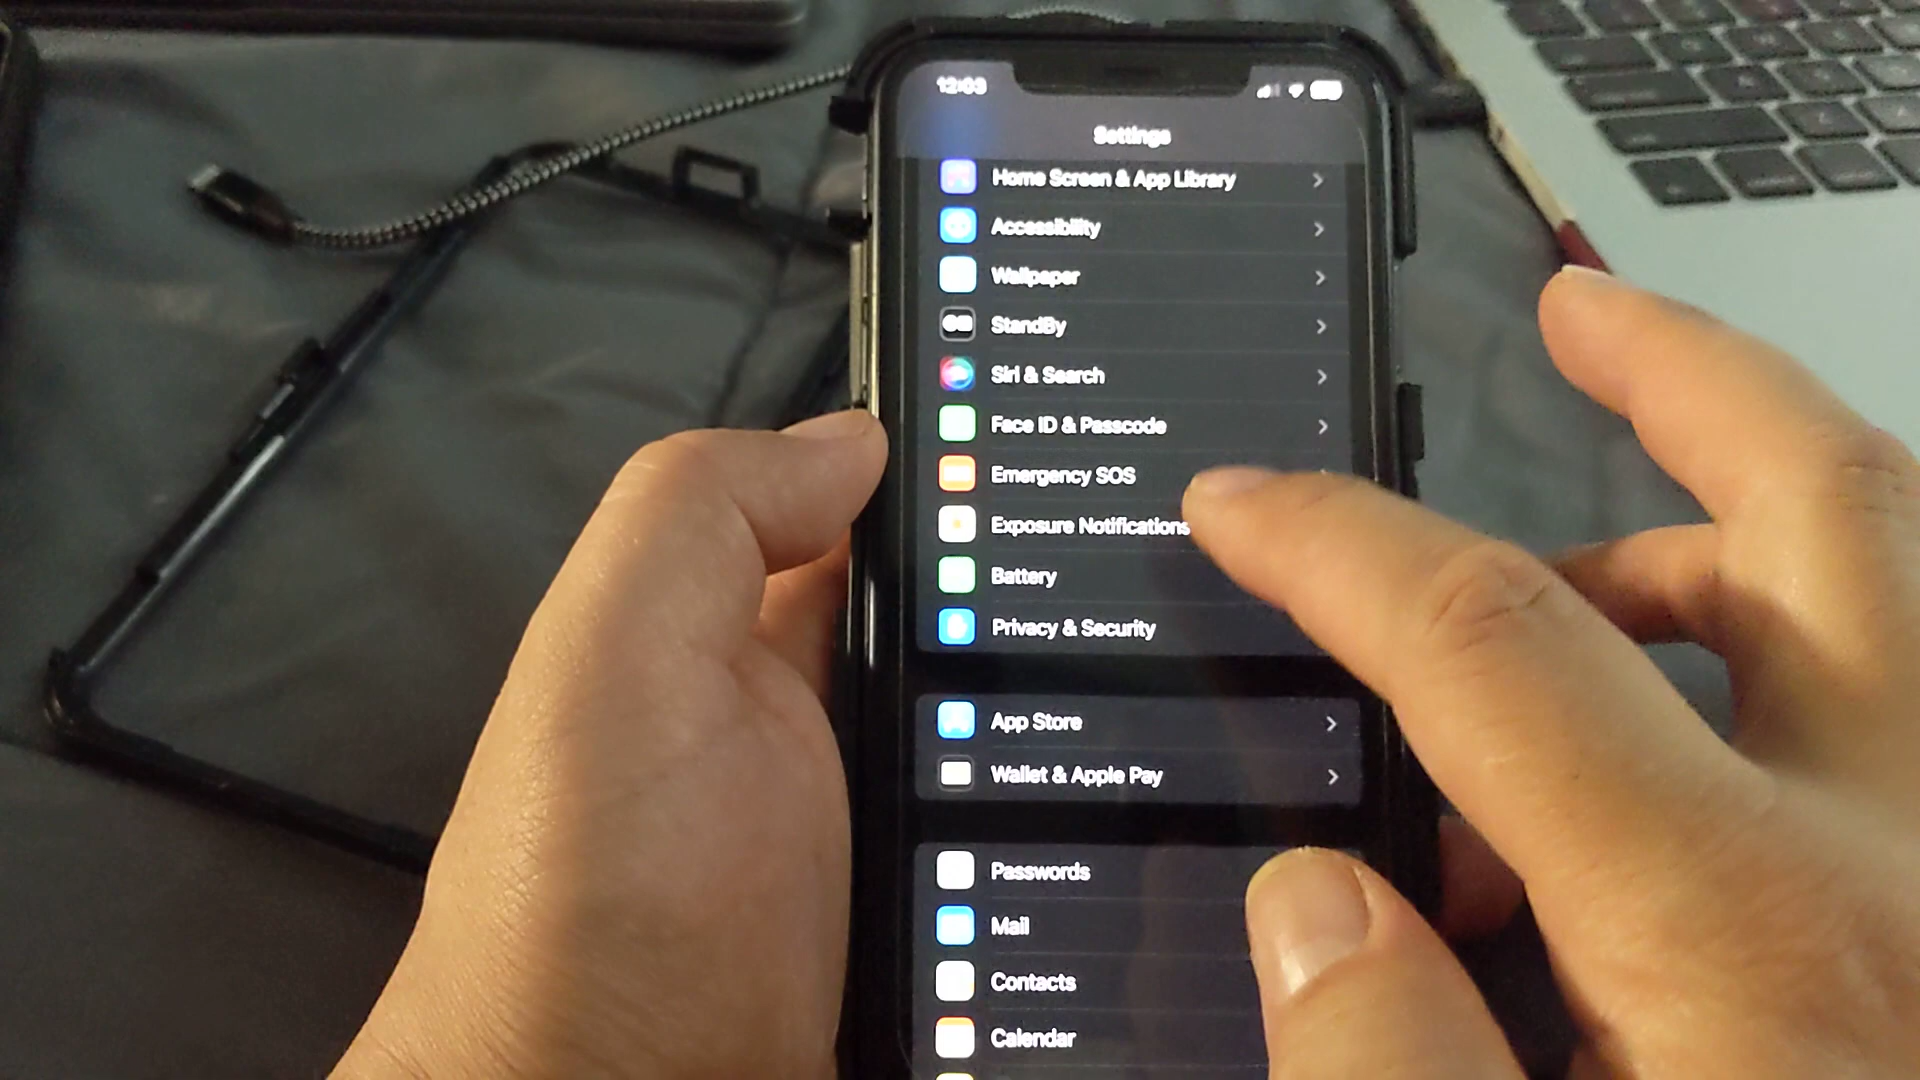 12:03
Settings
Home Screen & App Library
Accessibility
Wallpaper
StandBy
Siri & Search
Face ID & Passcode
Emergency SOS
Exposure Notifications
Battery
Privacy & Security
App Store
Wallet & Apple Pay
Passwords
Mail
Contacts
Calendar